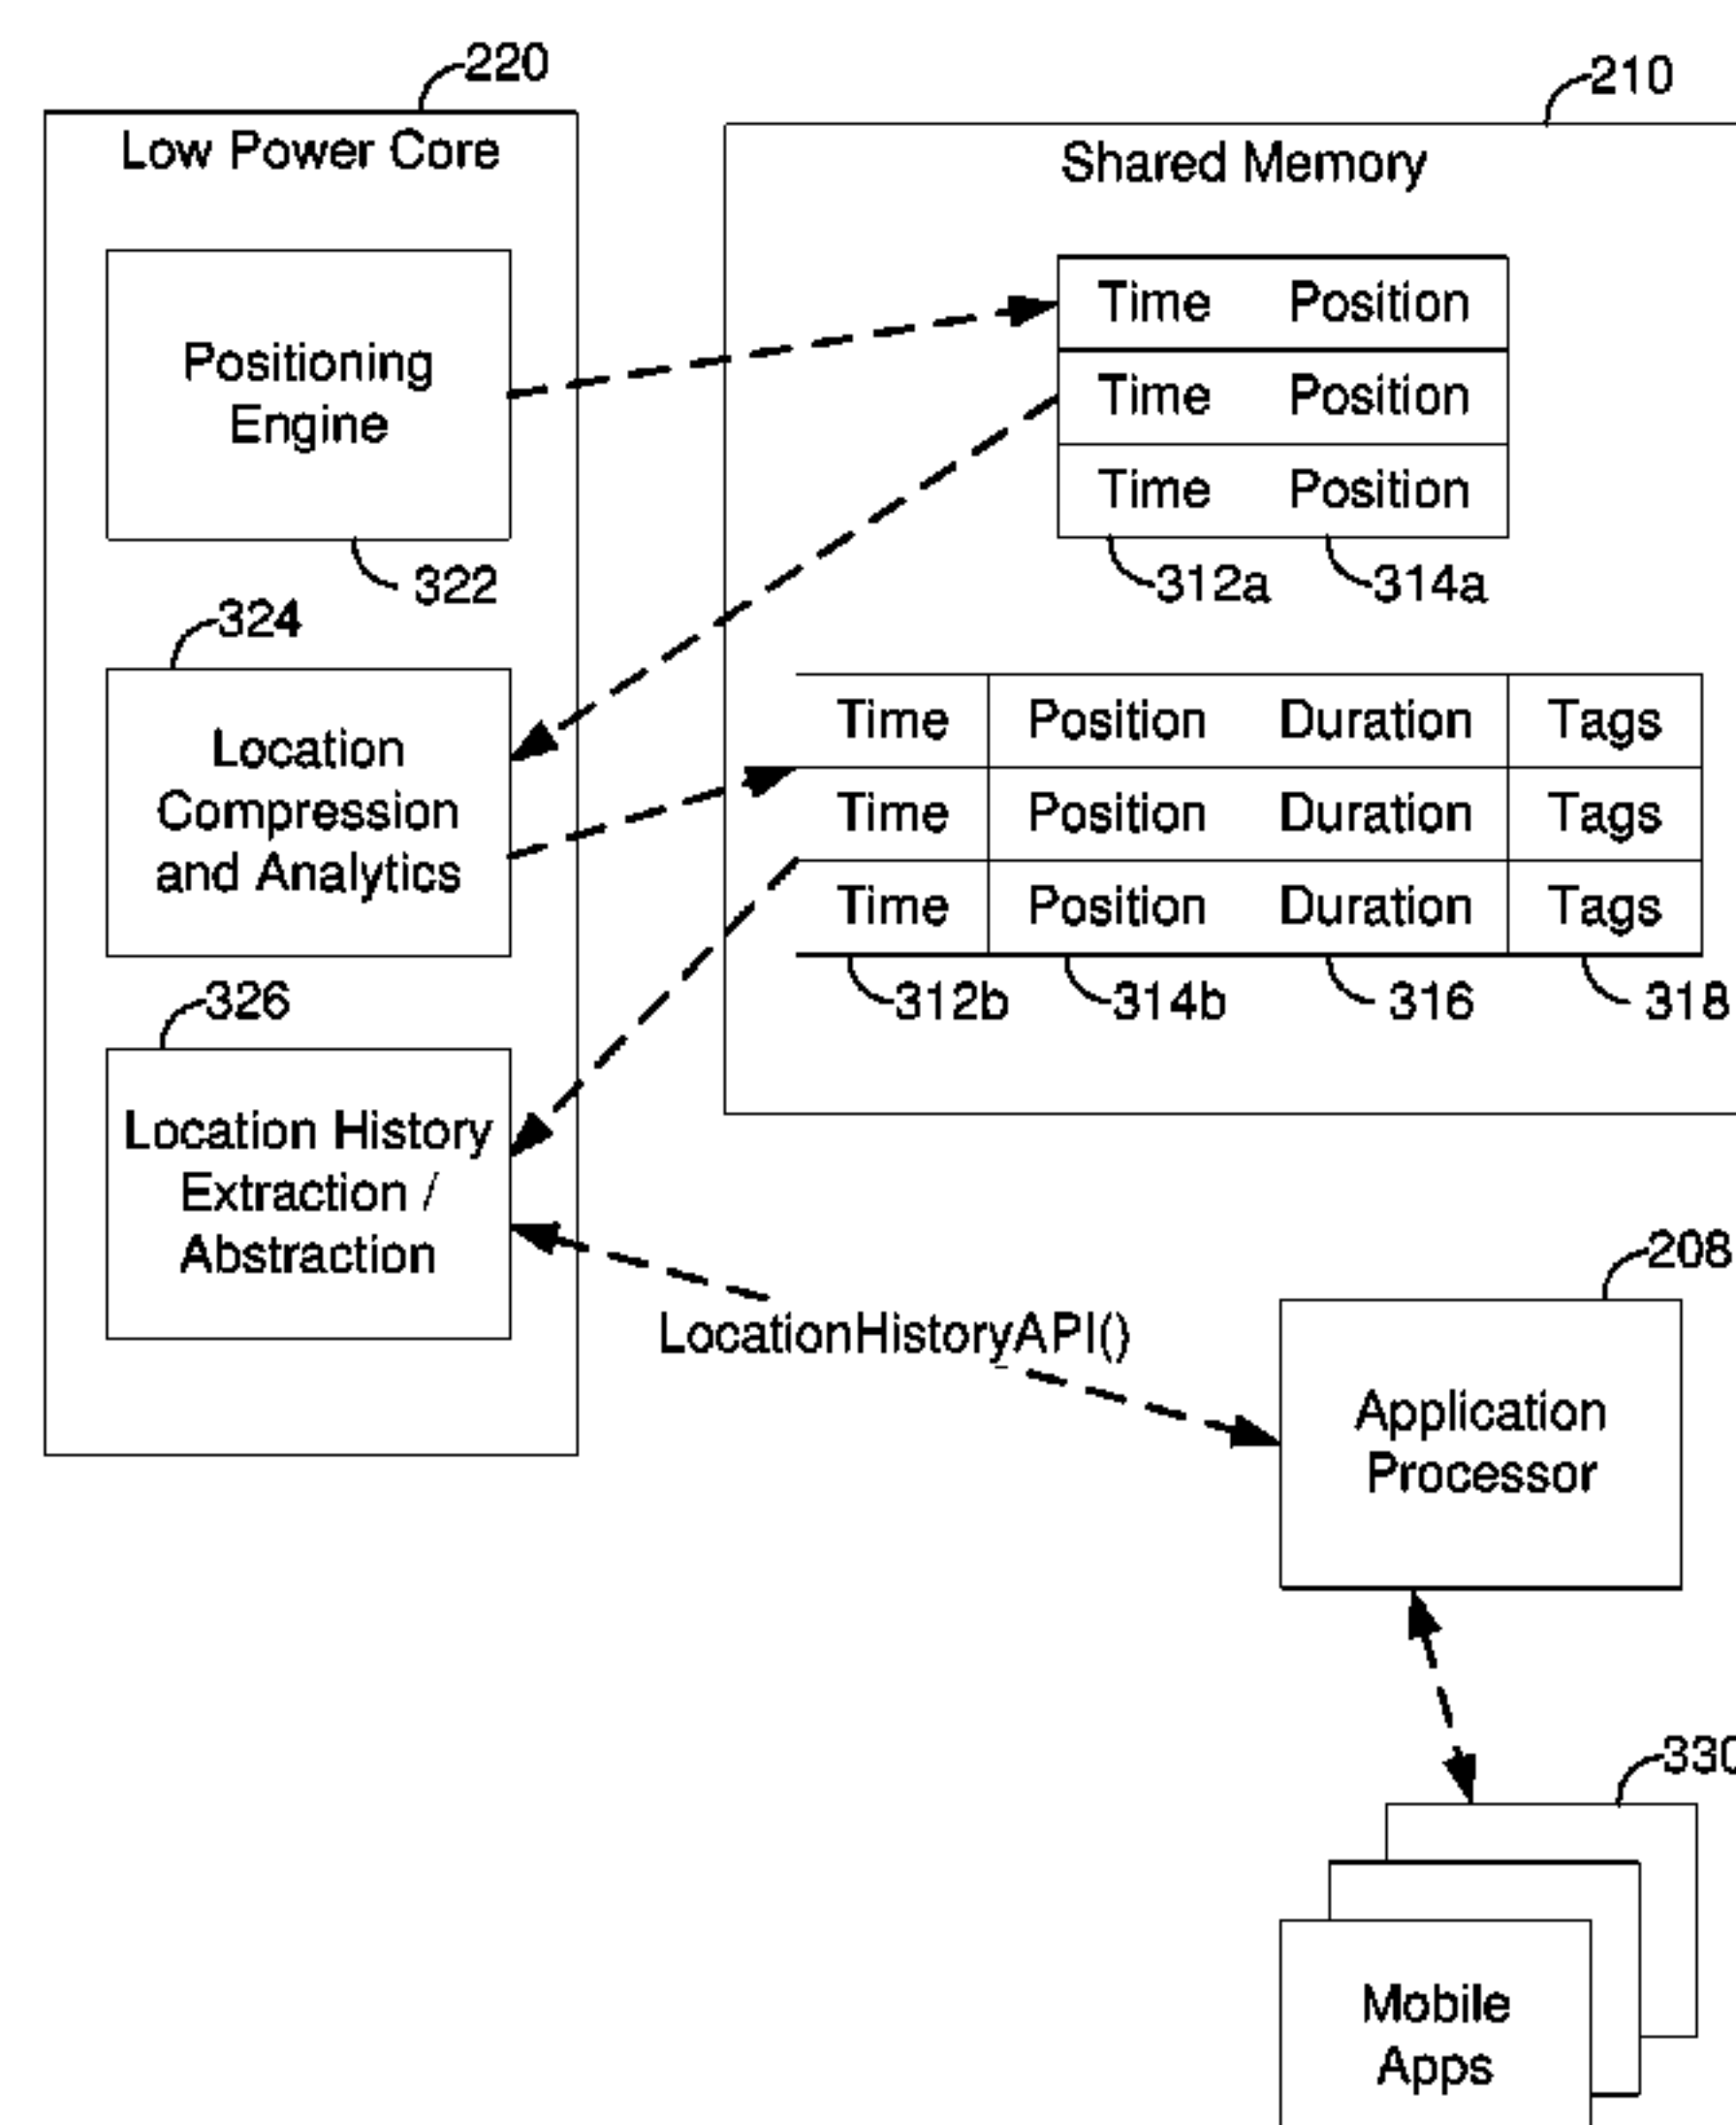 220
Low Power Core
Positioning
Engine
322
324
Location
Compression
and Analytics
326
Location History
Extraction /
Abstraction
210
Shared Memory
Time Position
Time Position
Time Position
312a 314a
Time Position Duration Tags
Time Position Duration Tags
Time Position Duration Tags
312b 314b 316 318
LocationHistoryAPI()
208
Application
Processor
330
Mobile
Apps